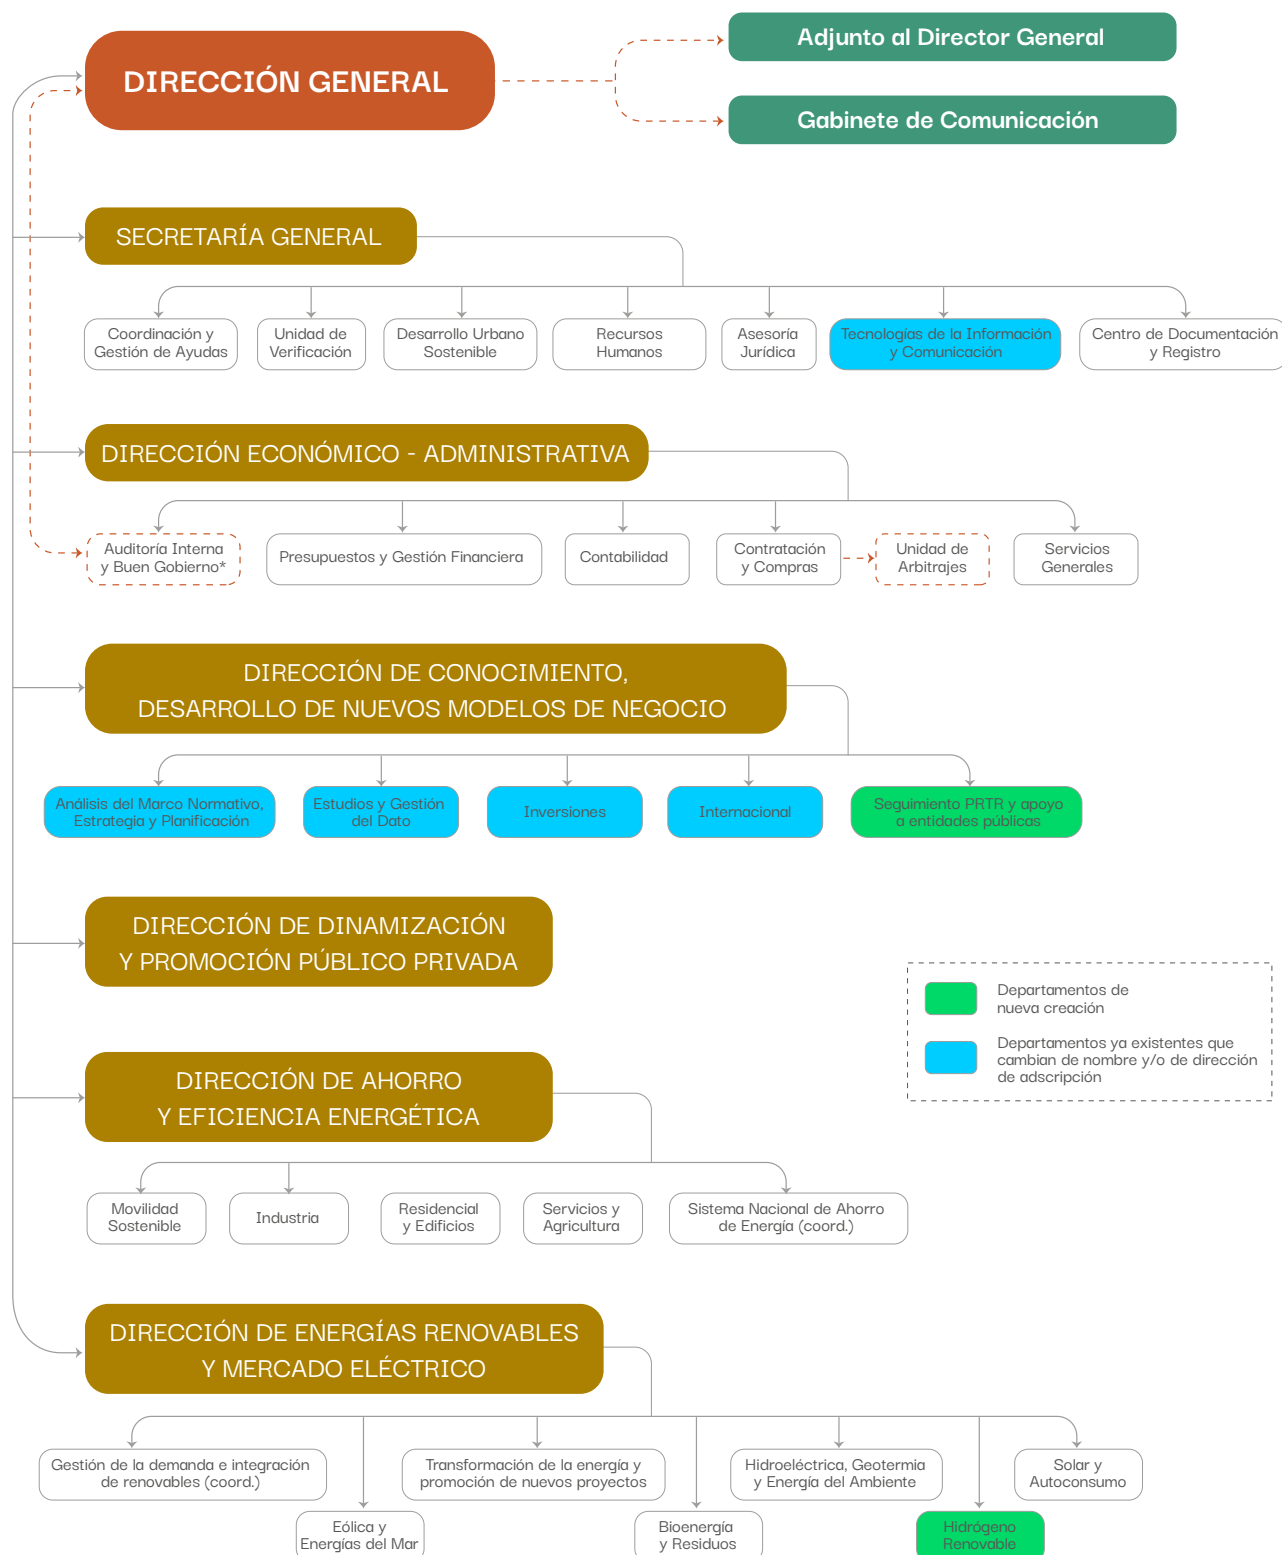 DIRECCIÓN GENERAL
Adjunto al Director General
Gabinete de Comunicación
SECRETARÍA GENERAL
Coordinación y
Gestión de Ayudas
Unidad de
Verificación
Desarrollo Urbano
Sostenible
Recursos
Humanos
Asesoría
Jurídica
Tecnologías de la Información
y Comunicación
Centro de Documentación
y Registro
DIRECCIÓN ECONÓMICO - ADMINISTRATIVA
Auditoría Interna
y Buen Gobierno*
Presupuestos y Gestión Financiera
Contabilidad
Contratación
y Compras
Unidad de
Arbitrajes
Servicios
Generales
DIRECCIÓN DE CONOCIMIENTO,
DESARROLLO DE NUEVOS MODELOS DE NEGOCIO
Análisis del Marco Normativo,
Estrategia y Planificación
Estudios y Gestión
del Dato
Inversiones
Internacional
Seguimiento PRTR y apoyo
a entidades públicas
DIRECCIÓN DE DINAMIZACIÓN
Y PROMOCIÓN PÚBLICO PRIVADA
Departamentos de
nueva creación
Departamentos ya existentes que
cambian de nombre y/o de dirección
de adscripción
DIRECCIÓN DE AHORRO
Y EFICIENCIA ENERGÉTICA
Movilidad
Sostenible
Industria
Residencial
y Edificios
Servicios y
Agricultura
Sistema Nacional de Ahorro
de Energía (coord.)
DIRECCIÓN DE ENERGÍAS RENOVABLES
Y MERCADO ELÉCTRICO
Gestión de la demanda e integración
de renovables (coord.)
Transformación de la energía y
promoción de nuevos proyectos
Hidroeléctrica, Geotermia
y Energía del Ambiente
Solar y
Autoconsumo
Eólica y
Energías del Mar
Bioenergía
y Residuos
Hidrógeno
Renovable